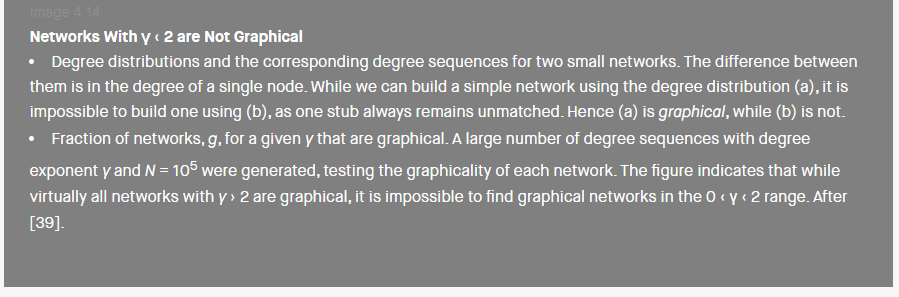 Image 4.14
Networks With γ ‹ 2 are Not Graphical
• Degree distributions and the corresponding degree sequences for two small networks. The difference between
them is in the degree of a single node. While we can build a simple network using the degree distribution (a), it is
impossible to build one using (b), as one stub always remains unmatched. Hence (a) is graphical, while (b) is not.
• Fraction of networks, g, for a given γ that are graphical. A large number of degree sequences with degree
exponent γ and N = 10⁵ were generated, testing the graphicality of each network. The figure indicates that while
virtually all networks with γ › 2 are graphical, it is impossible to find graphical networks in the 0 ‹ γ ‹ 2 range. After
[39].